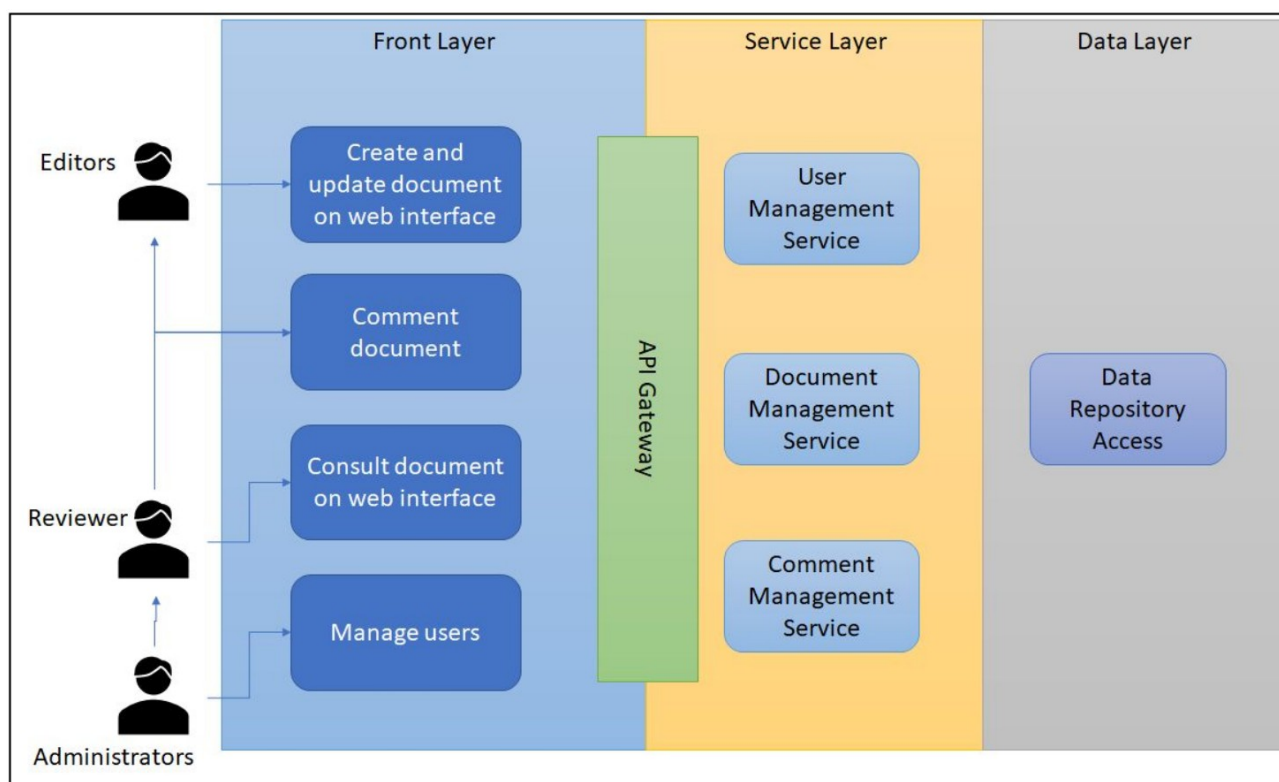 Front Layer
Service Layer
Data Layer
Editors
Create and
update document
on web interface
Comment
document
Reviewer
Consult document
on web interface
Manage users
Administrators
API Gateway
User
Management
Service
Document
Management
Service
Comment
Management
Service
Data
Repository
Access